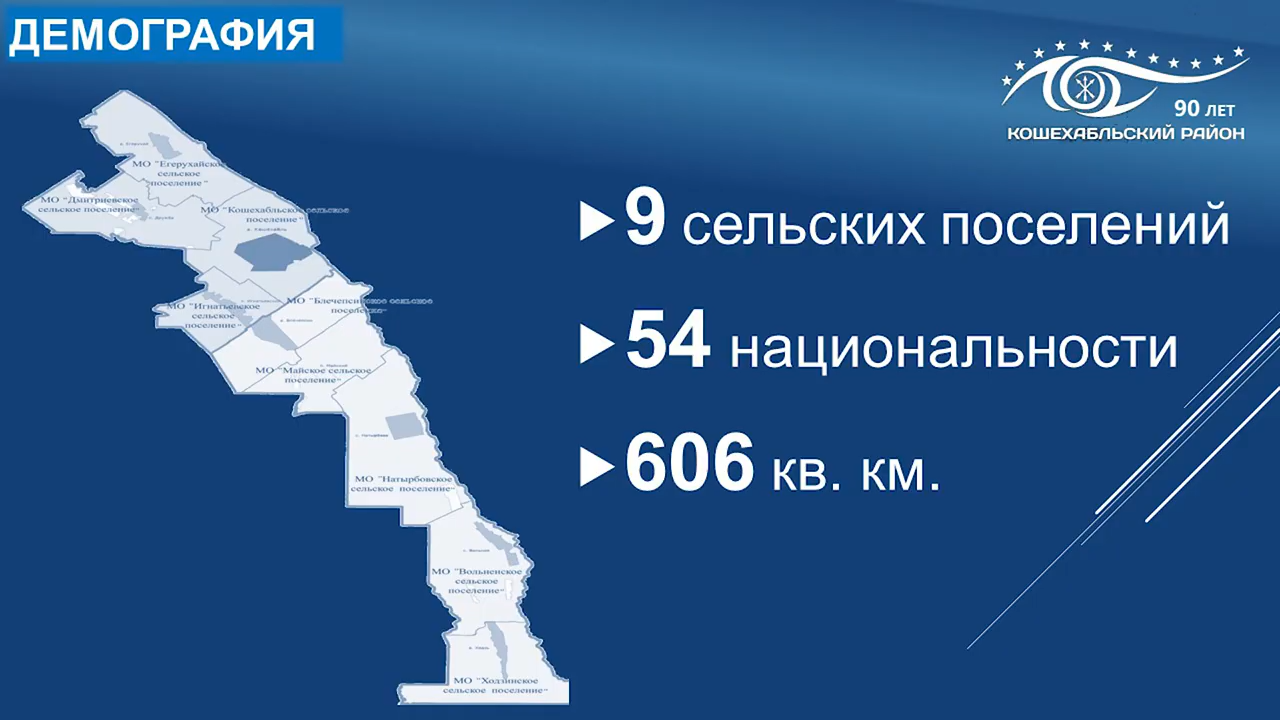 ДЕМОГРАФИЯ
90 ЛЕТ
КОШЕХАБЛЬСКИЙ РАЙОН
9 сельских поселений
54 национальности
606 кв. км.
МО "Егерухайское
сельское
поселение"
МО "Дмитриевское
сельское поселение"
МО "Кошехабльское сельское
поселение"
МО "Игнатьевское
сельское
поселение"
МО "Блечепсинское сельское
поселение"
МО "Майское сельское
поселение"
МО "Натырбовское
сельское поселение"
МО "Вольненское
сельское
поселение"
МО "Ходзинское
сельское поселение"